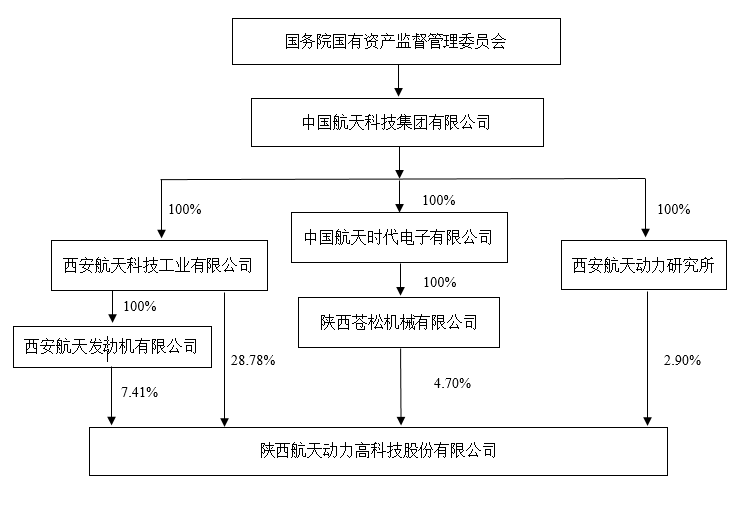 国务院国有资产监督管理委员会
中国航天科技集团有限公司
100%
100%
100%
西安航天科技工业有限公司
中国航天时代电子有限公司
西安航天动力研究所
100%
100%
西安航天发动机有限公司
陕西苍松机械有限公司
7.41%
28.78%
4.70%
2.90%
陕西航天动力高科技股份有限公司